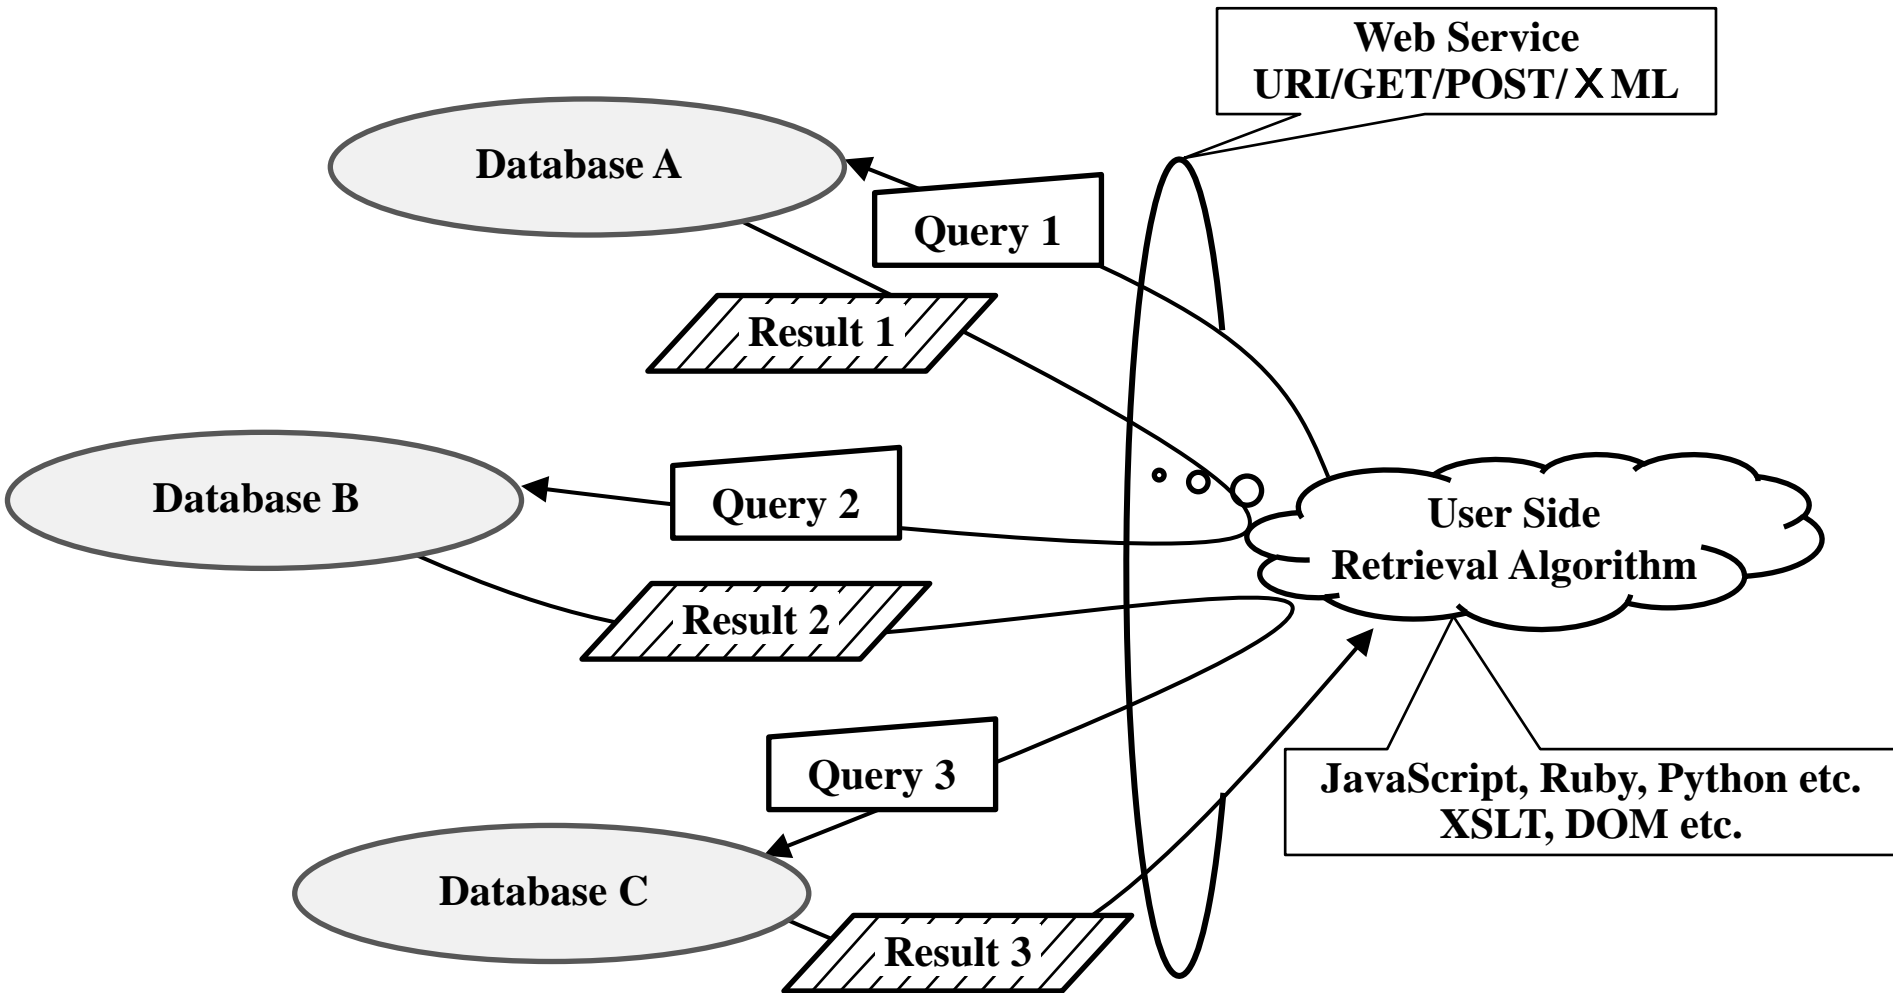 Web Service
URI/GET/POST/XML
Database A
Query 1
Result 1
Database B
Query 2
User Side
Retrieval Algorithm
Result 2
Query 3
JavaScript, Ruby, Python etc.
XSLT, DOM etc.
Database C
Result 3